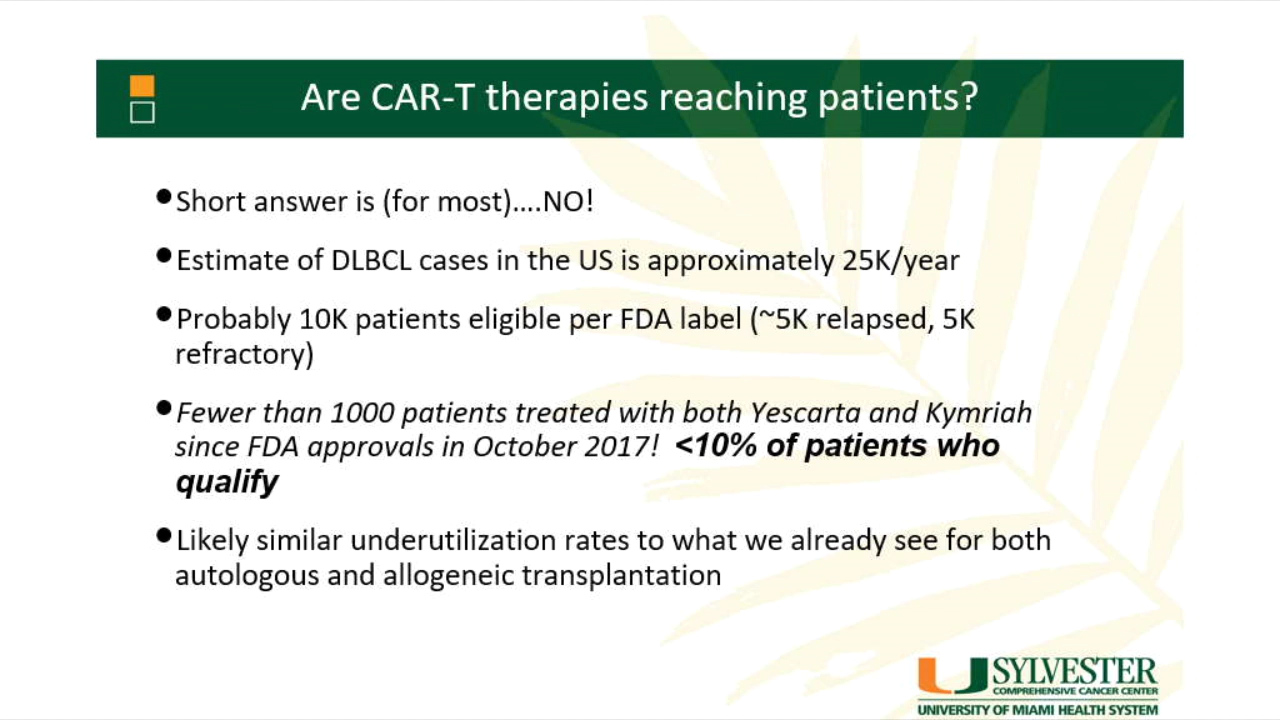 Are CAR-T therapies reaching patients?
•Short answer is (for most)....NO!
•Estimate of DLBCL cases in the US is approximately 25K/year
•Probably 10K patients eligible per FDA label (~5K relapsed, 5K
refractory)
•Fewer than 1000 patients treated with both Yescarta and Kymriah
since FDA approvals in October 2017! <10% of patients who
qualify
•Likely similar underutilization rates to what we already see for both
autologous and allogeneic transplantation
SYLVESTER
COMPREHENSIVE CANCER CENTER
UNIVERSITY OF MIAMI HEALTH SYSTEM